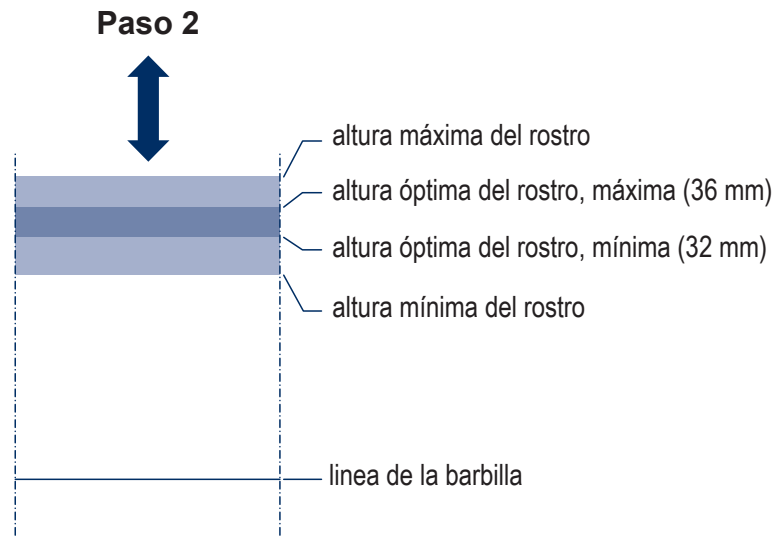 Paso 2
altura máxima del rostro
altura óptima del rostro, máxima (36 mm)
altura óptima del rostro, mínima (32 mm)
altura mínima del rostro
linea de la barbilla